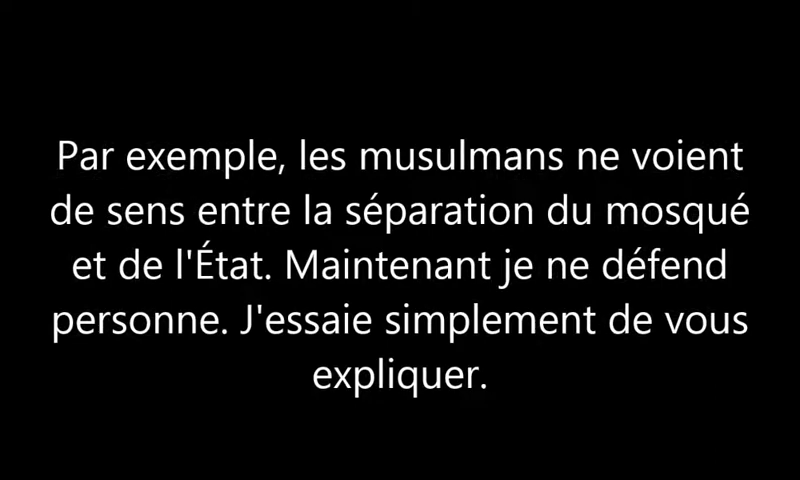 Par exemple, les musulmans ne voient
de sens entre la séparation du mosqué
et de l'État. Maintenant je ne défend
personne. J'essaie simplement de vous
expliquer.